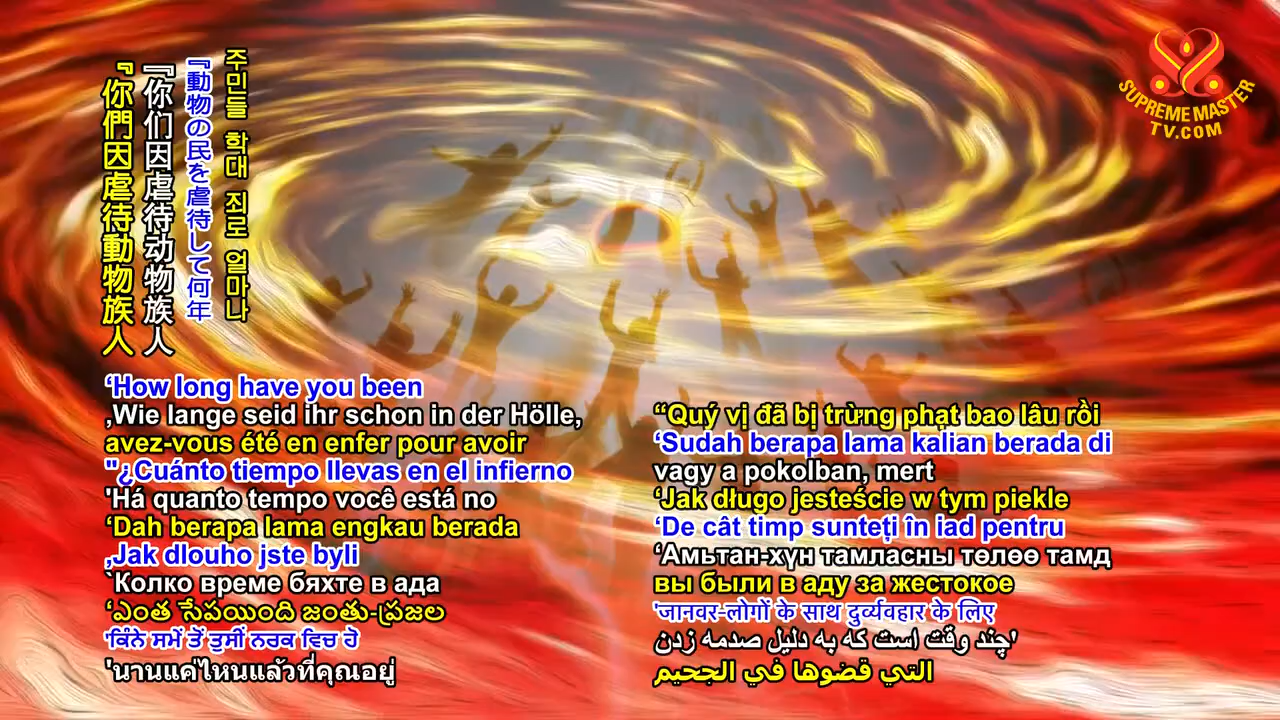 주민들 학대 죄로 얼마나
『動物の民を虐待して何年
『你们因虐待动物族人
『你們因虐待動物族人
‘How long have you been
‚Wie lange seid ihr schon in der Hölle,
avez-vous été en enfer pour avoir
"¿Cuánto tiempo llevas en el infierno
'Há quanto tempo você está no
‘Dah berapa lama engkau berada
‚Jak dlouho jste byli
`Колко време бяхте в ада
‘ఎంత సేపయింది జంతు-ప్రజల
'ਕਿੰਨੇ ਸਮੇਂ ਤੋਂ ਤੁਸੀਂ ਨਰਕ ਵਿਚ ਹੋ
'นานแค่ไหนแล้วที่คุณอยู่
“Quý vị đã bị trừng phạt bao lâu rồi
‘Sudah berapa lama kalian berada di
vagy a pokolban, mert
‘Jak długo jesteście w tym piekle
‘De cât timp sunteți în iad pentru
‘Амьтан-хүн тамласны төлөө тамд
вы были в аду за жестокое
'जानवर-लोगों के साथ दुर्व्यवहार के लिए
'چند وقت است که به دلیل صدمه زدن
التي قضوها في الجحيم
SUPREME MASTER
TV.COM